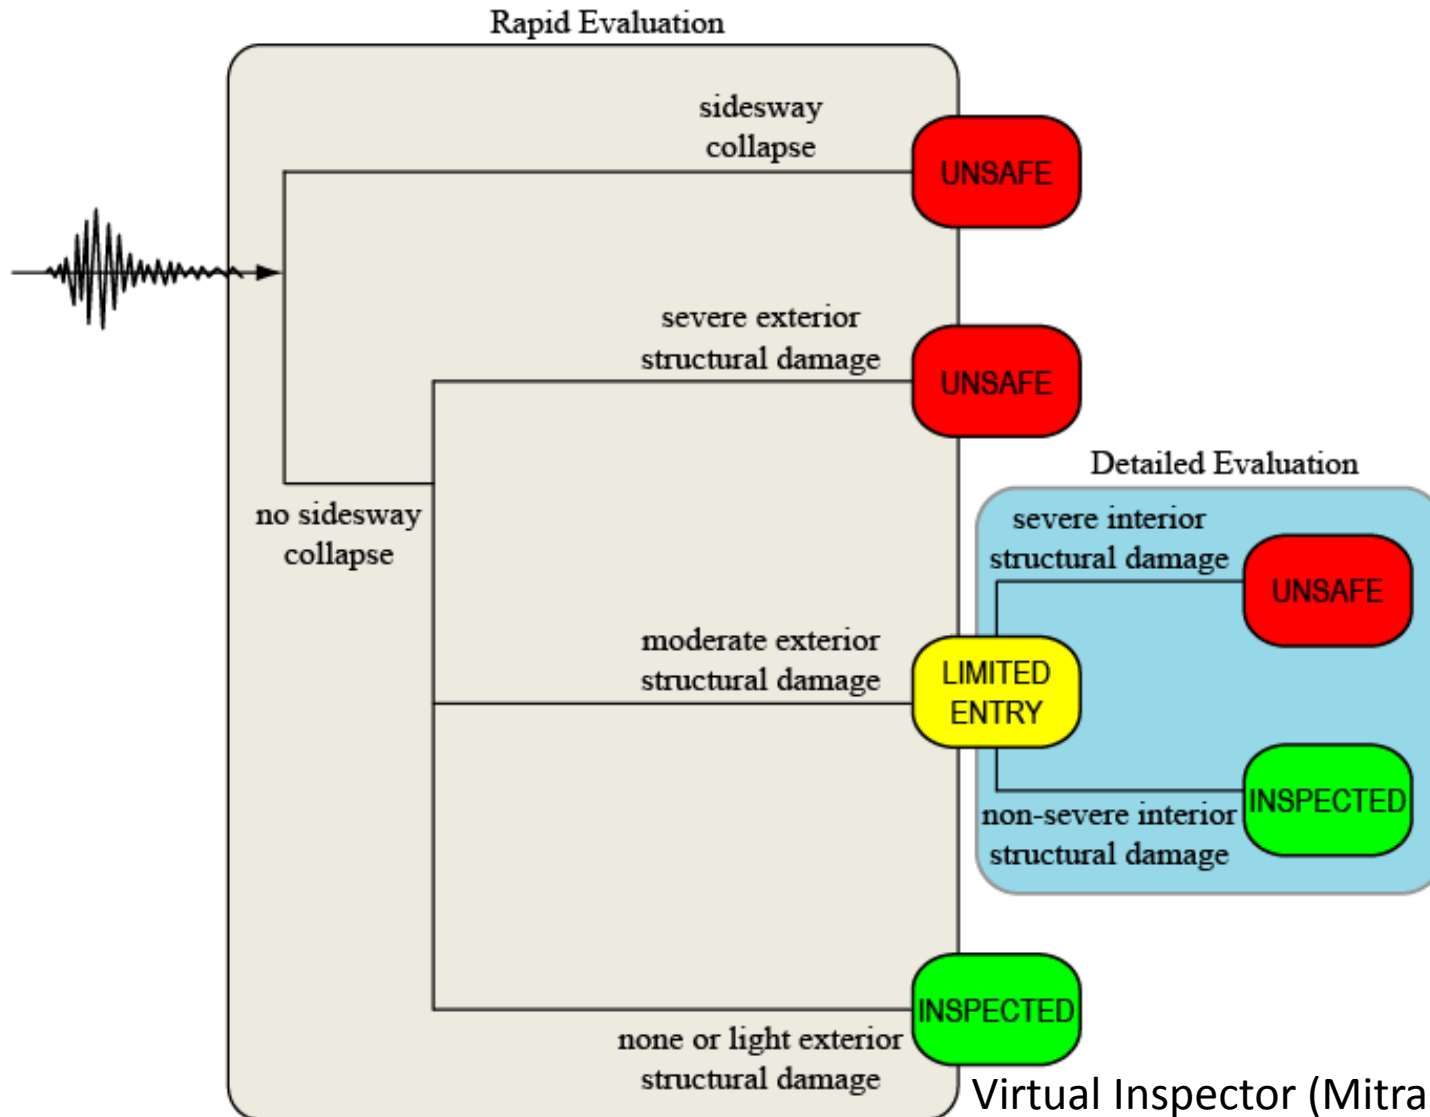 Rapid Evaluation
sidesway
collapse
UNSAFE
severe exterior
structural damage
UNSAFE
no sidesway
collapse
Detailed Evaluation
severe interior
structural damage
UNSAFE
moderate exterior
structural damage
LIMITED
ENTRY
non-severe interior
structural damage
INSPECTED
none or light exterior
structural damage
INSPECTED
Virtual Inspector (Mitra